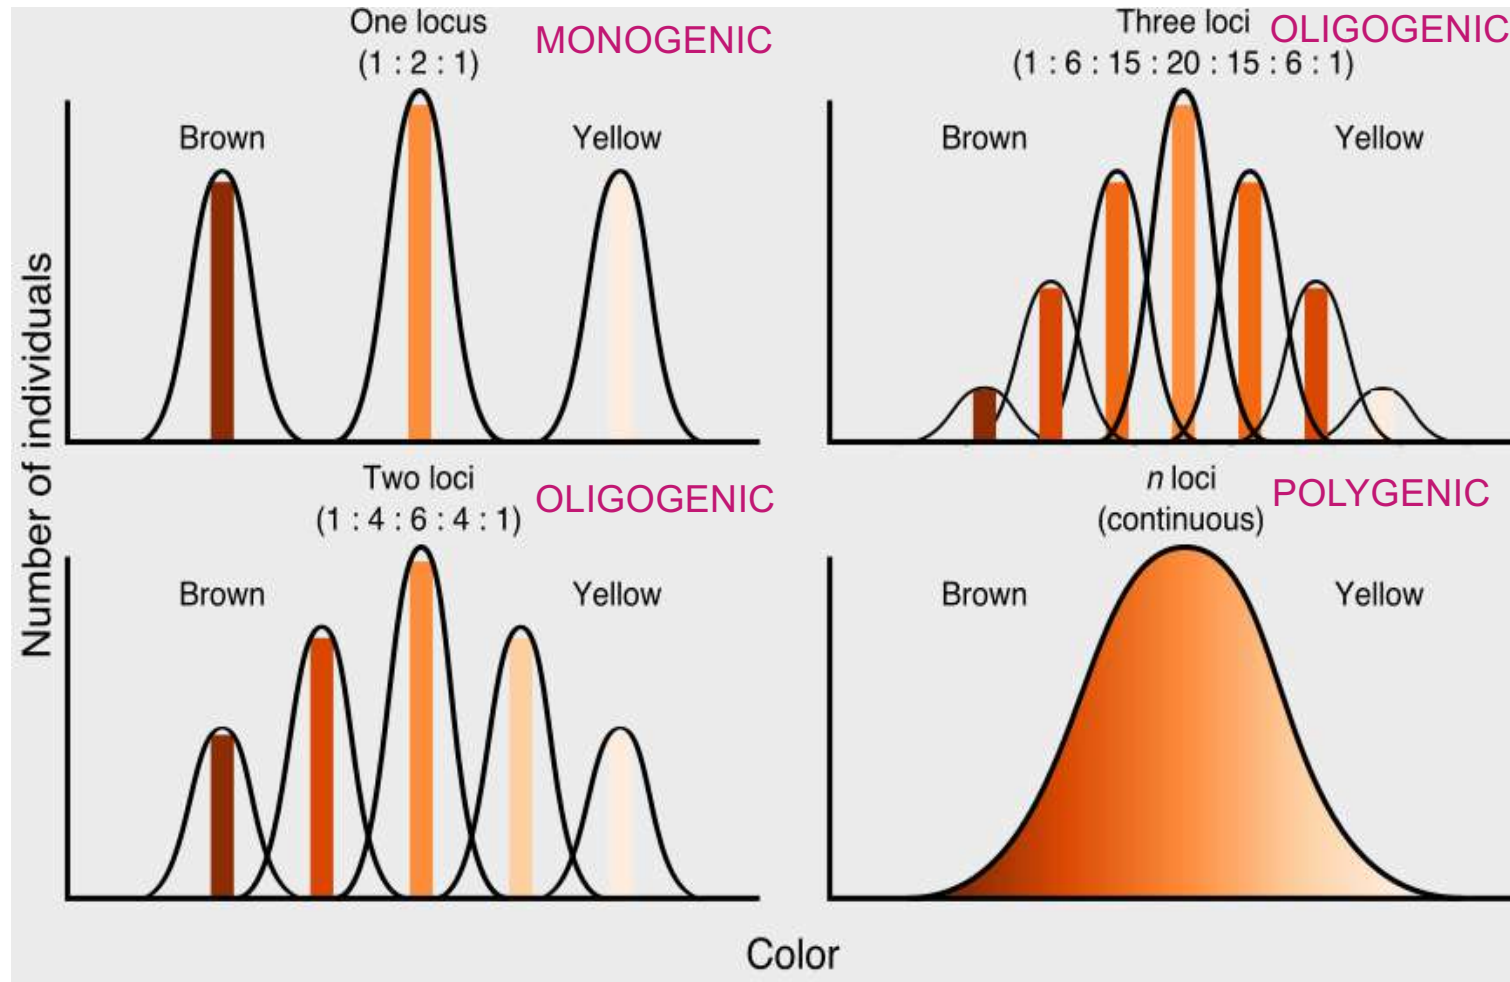 One locus
MONOGENIC
(1 : 2 : 1)
Brown
Yellow
Three loci
OLIGOGENIC
(1 : 6 : 15 : 20 : 15 : 6 : 1)
Brown
Yellow
Number of individuals
Two loci
OLIGOGENIC
(1 : 4 : 6 : 4 : 1)
Brown
Yellow
n loci
POLYGENIC
(continuous)
Brown
Yellow
Color